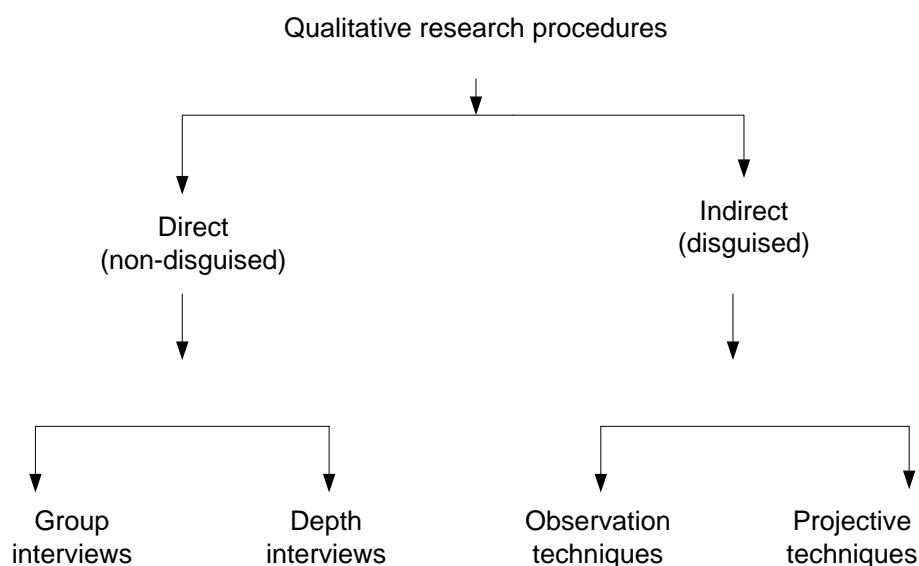 Qualitative research procedures
Direct
(non-disguised)
Indirect
(disguised)
Group
interviews
Depth
interviews
Observation
techniques
Projective
techniques